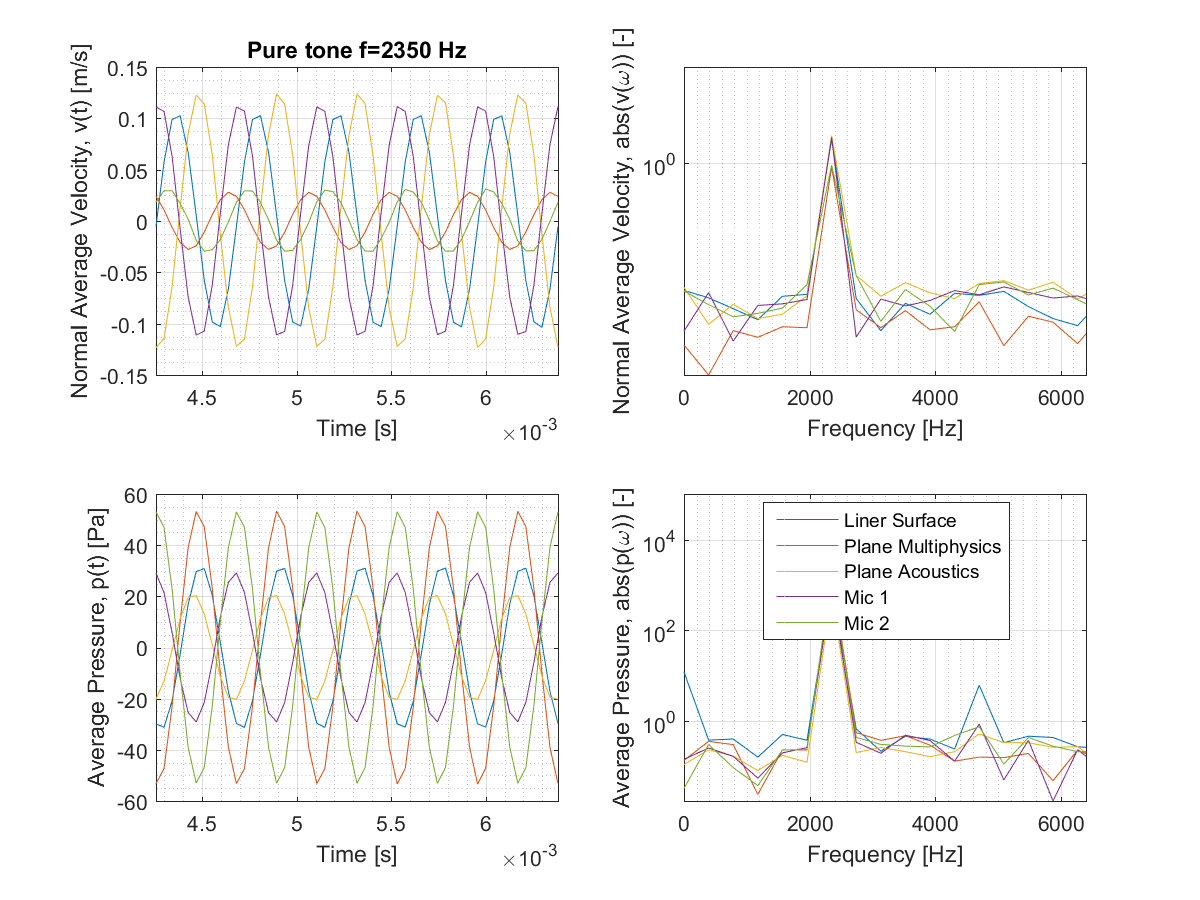 Pure tone f=2350 Hz
Normal Average Velocity, v(t) [m/s]
0.15
0.1
0.05
0
-0.05
-0.1
-0.15
4.5 5 5.5 6
Time [s]
×10-3
Normal Average Velocity, abs(v(ω)) [-]
100
0 2000 4000 6000
Frequency [Hz]
Average Pressure, p(t) [Pa]
60
40
20
0
-20
-40
-60
4.5 5 5.5 6
Time [s]
×10-3
Average Pressure, abs(p(ω)) [-]
104
102
100
Liner Surface
Plane Multiphysics
Plane Acoustics
Mic 1
Mic 2
0 2000 4000 6000
Frequency [Hz]